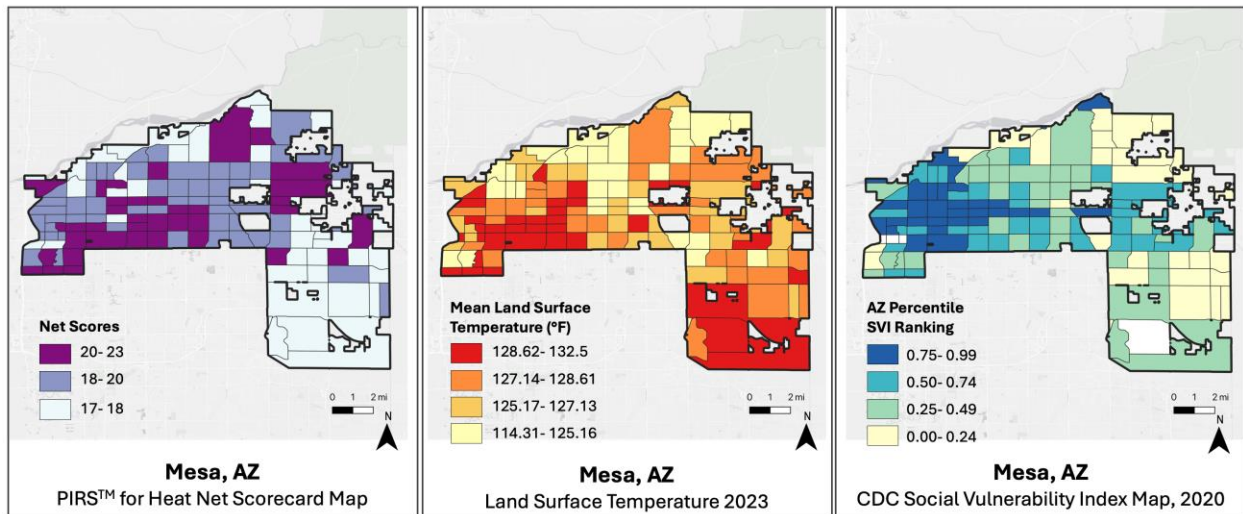 Net Scores
20- 23
18- 20
17- 18
0 1 2 mi
N
Mesa, AZ
PIRS™ for Heat Net Scorecard Map
Mean Land Surface
Temperature (°F)
128.62- 132.5
127.14- 128.61
125.17- 127.13
114.31- 125.16
0 1 2 mi
N
Mesa, AZ
Land Surface Temperature 2023
AZ Percentile
SVI Ranking
0.75- 0.99
0.50- 0.74
0.25- 0.49
0.00- 0.24
0 1 2 mi
N
Mesa, AZ
CDC Social Vulnerability Index Map, 2020